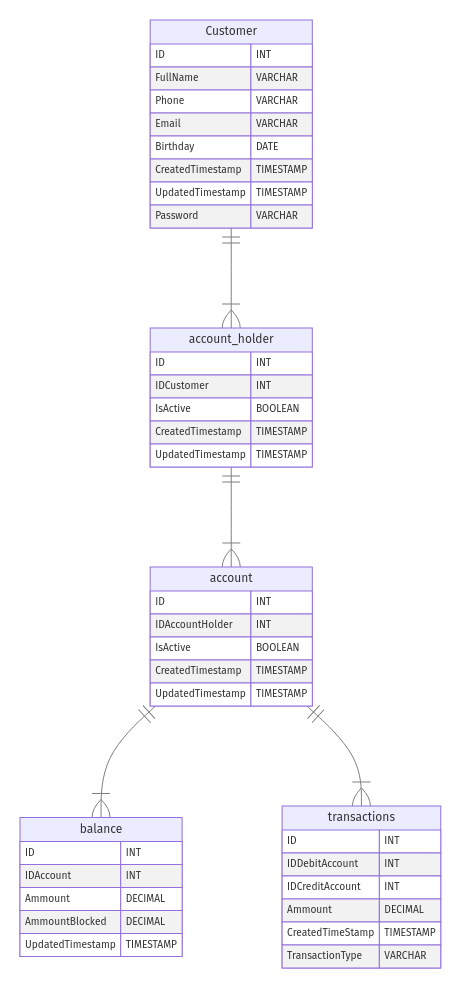 Customer
ID INT
FullName VARCHAR
Phone VARCHAR
Email VARCHAR
Birthday DATE
CreatedTimestamp TIMESTAMP
UpdatedTimestamp TIMESTAMP
Password VARCHAR
account_holder
ID INT
IDCustomer INT
IsActive BOOLEAN
CreatedTimestamp TIMESTAMP
UpdatedTimestamp TIMESTAMP
account
ID INT
IDAccountHolder INT
IsActive BOOLEAN
CreatedTimestamp TIMESTAMP
UpdatedTimestamp TIMESTAMP
balance
ID INT
IDAccount INT
Ammount DECIMAL
AmmountBlocked DECIMAL
UpdatedTimestamp TIMESTAMP
transactions
ID INT
IDDebitAccount INT
IDCreditAccount INT
Ammount DECIMAL
CreatedTimeStamp TIMESTAMP
TransactionType VARCHAR